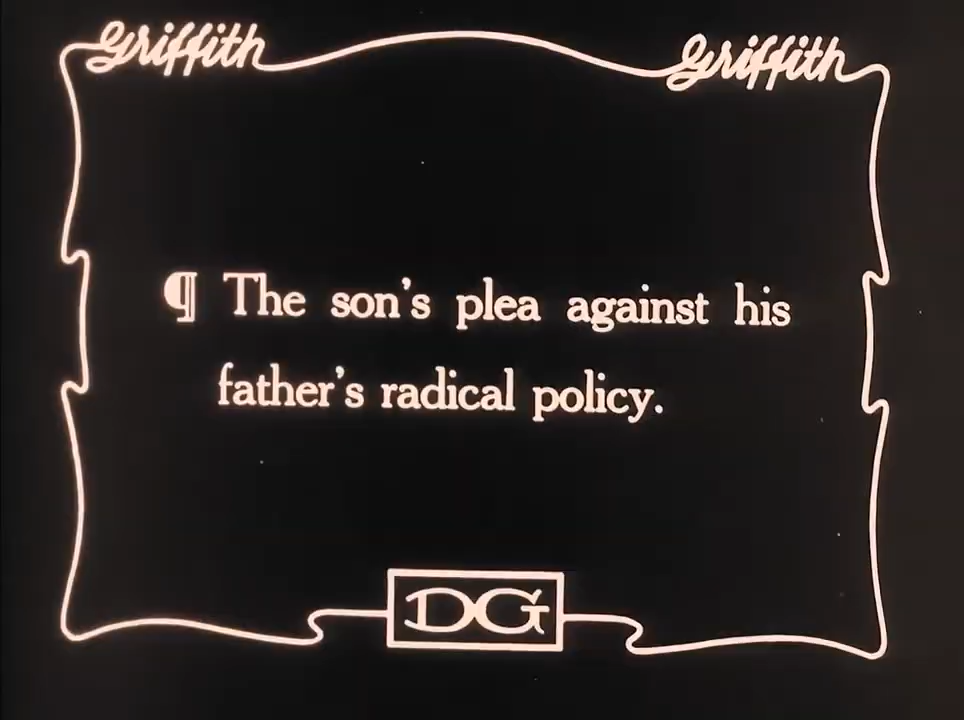 Griffith Griffith
¶ The son's plea against his
father's radical policy.
DG